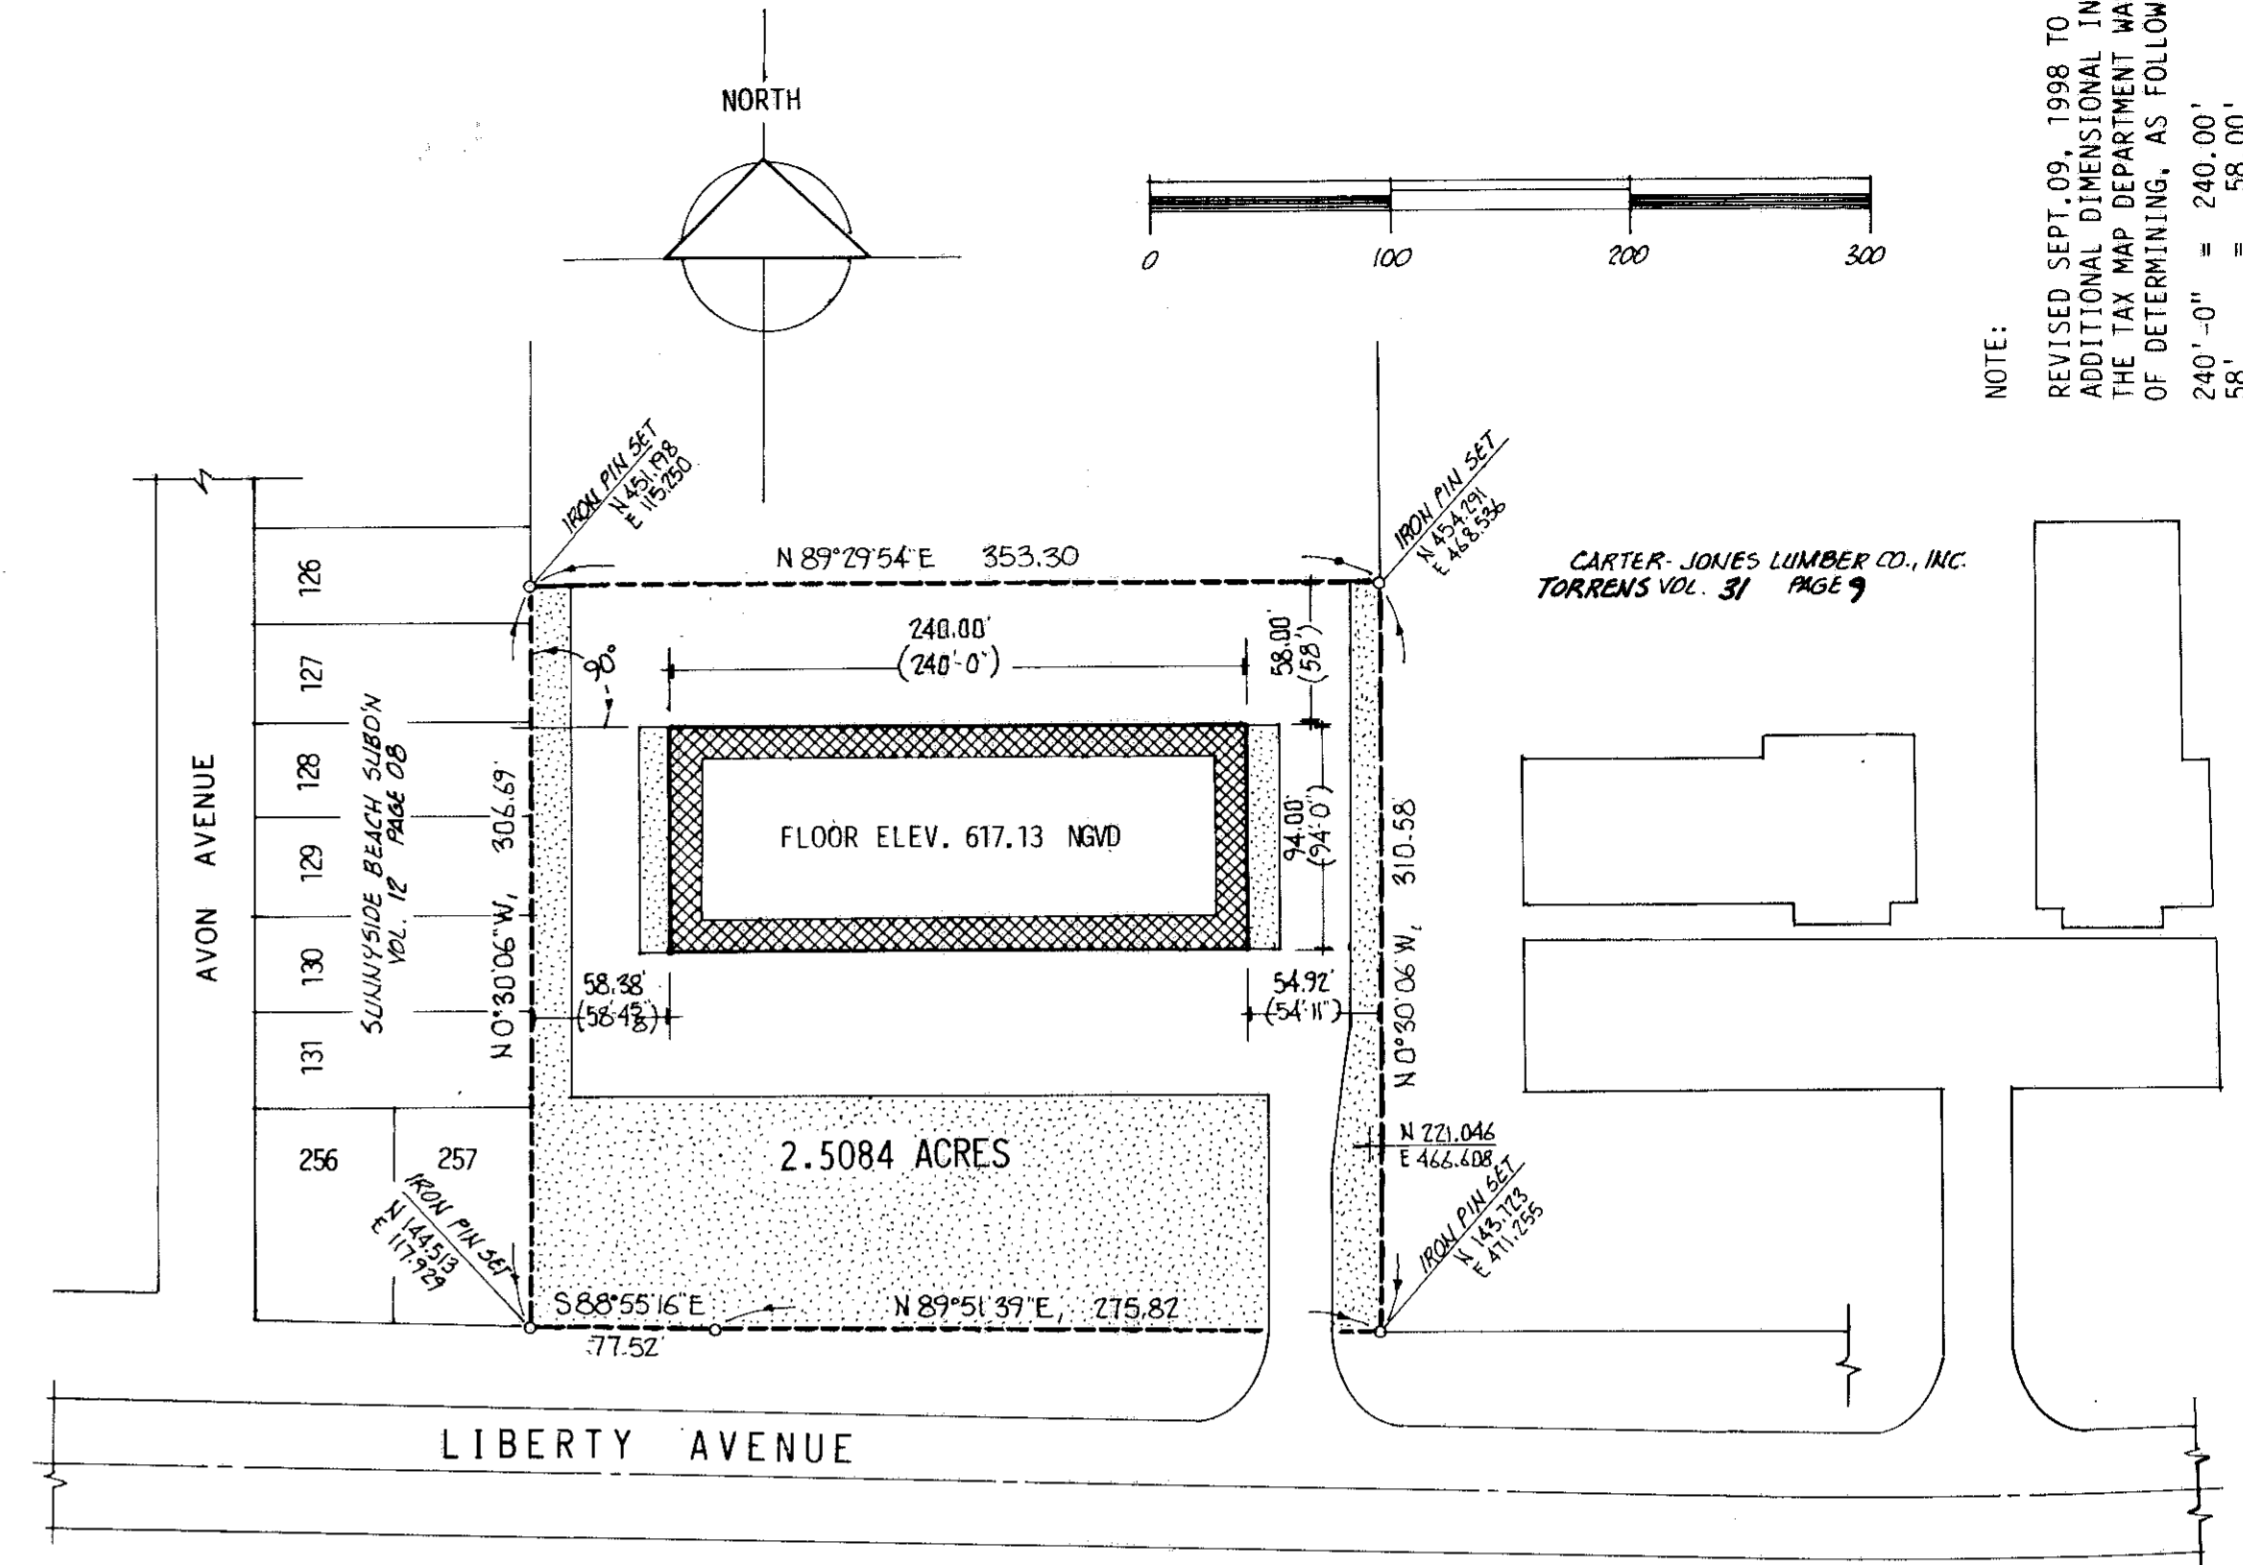 NORTH
0 100 200 300
NOTE:
REVISED SEPT.09, 1998 TO
ADDITIONAL DIMENSIONAL IN
THE TAX MAP DEPARTMENT WA
OF DETERMINING, AS FOLLOW
240'-0" = 240.00'
58' = 58.00'
IRON PIN SET
N 451.198
E 115.250
IRON PIN SET
N 454.291
E 468.536
N 89°29'54"E 353.30
CARTER-JONES LUMBER CO., INC.
TORRENS VOL. 31 PAGE 9
240.00'
(240'-0")
58.00'
(58')
90°
126
127
128
129
130
131
256
257
AVON AVENUE
SUNNYSIDE BEACH SUBD'N
VOL. 12 PAGE 08
N 0°30'06"W, 306.69'
FLOOR ELEV. 617.13 NGVD
94.00'
(94'-0")
N 0°30'06"W, 310.58
58.38'
(58'-4⅝")
54.92'
(54'-11")
2.5084 ACRES
N 221.046
E 466.608
IRON PIN SET
N 144.513
E 117.929
IRON PIN SET
N 143.723
E 471.255
S 88°55'16"E
77.52'
N 89°51'39"E, 275.82
LIBERTY AVENUE